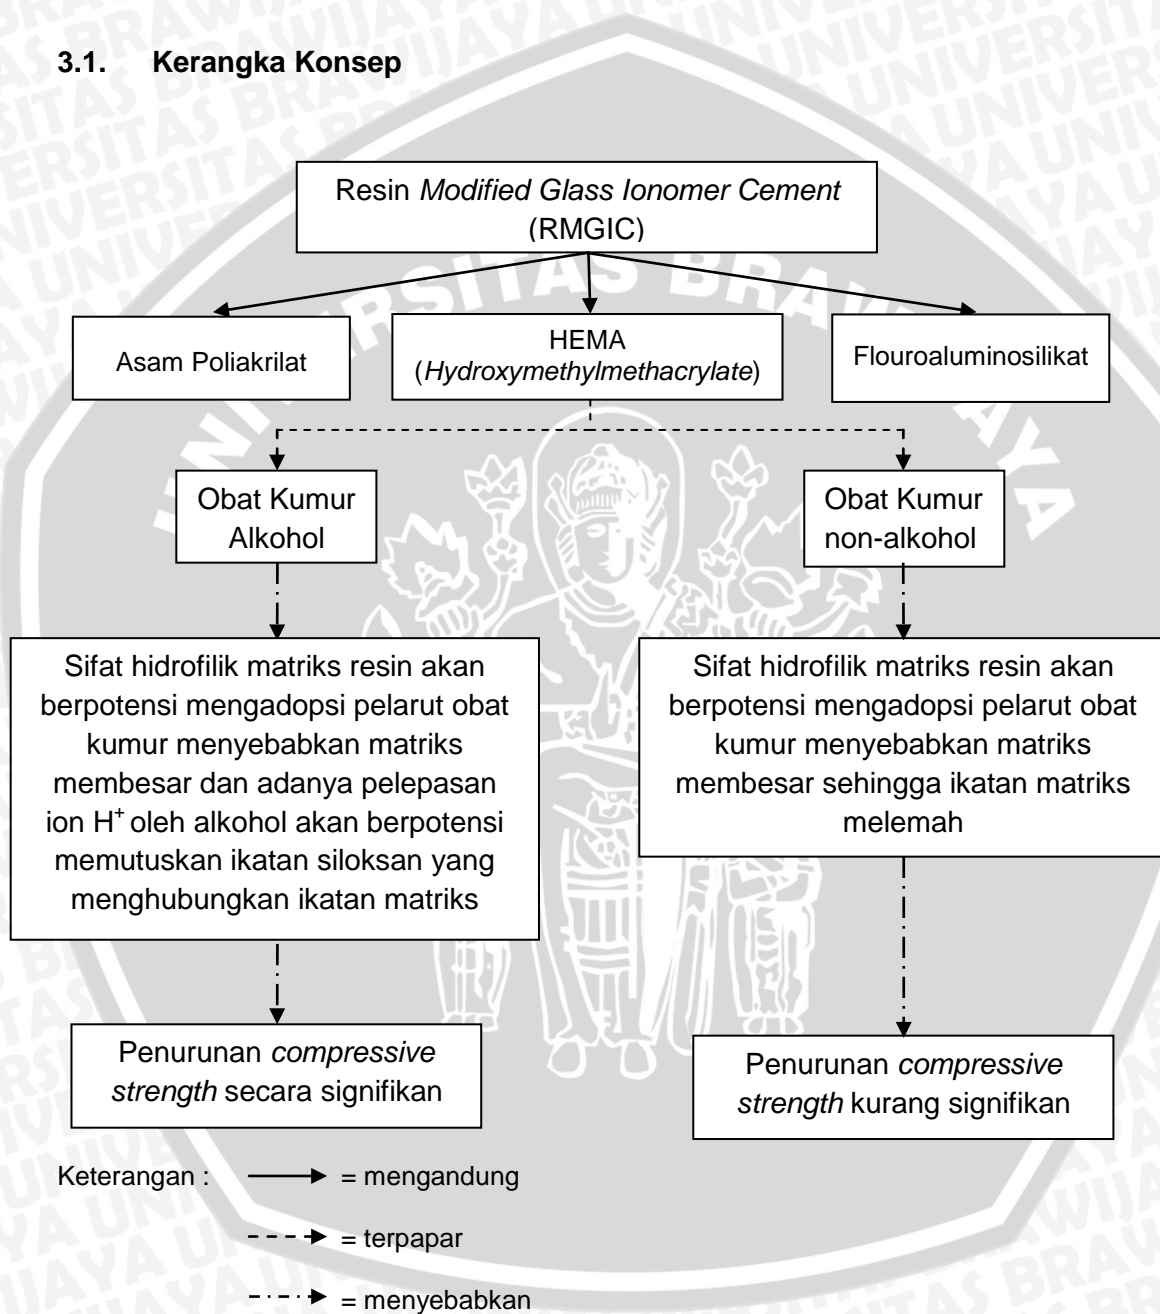 3.1. Kerangka Konsep
Resin Modified Glass Ionomer Cement
(RMGIC)
Asam Poliakrilat
HEMA
(Hydroxymethylmethacrylate)
Flouroaluminosilikat
Obat Kumur
Alkohol
Obat Kumur
non-alkohol
Sifat hidrofilik matriks resin akan
berpotensi mengadopsi pelarut obat
kumur menyebabkan matriks
membesar dan adanya pelepasan
ion H⁺ oleh alkohol akan berpotensi
memutuskan ikatan siloksan yang
menghubungkan ikatan matriks
Sifat hidrofilik matriks resin akan
berpotensi mengadopsi pelarut obat
kumur menyebabkan matriks
membesar sehingga ikatan matriks
melemah
Penurunan compressive
strength secara signifikan
Penurunan compressive
strength kurang signifikan
Keterangan :
= mengandung
= terpapar
= menyebabkan
UNIVERSITAS BRAWIJAYA